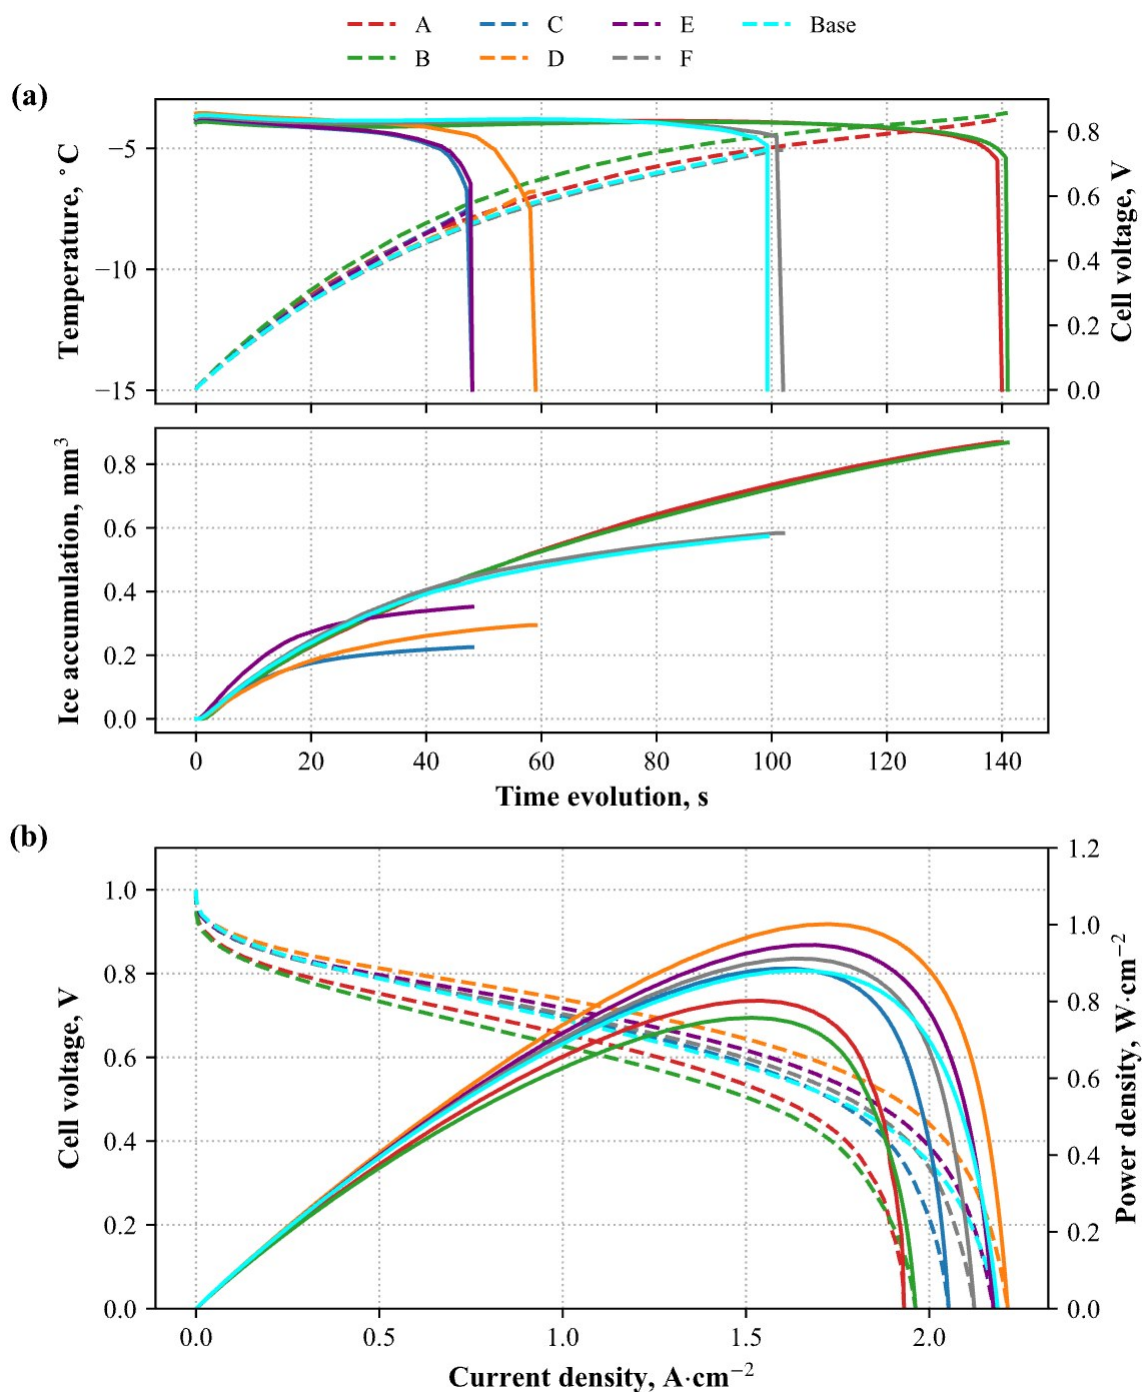 A C E Base
B D F
(a)
Temperature, °C
−5
−10
−15
Cell voltage, V
0.8
0.6
0.4
0.2
0.0
Ice accumulation, mm³
0.8
0.6
0.4
0.2
0.0
0 20 40 60 80 100 120 140
Time evolution, s
(b)
Cell voltage, V
1.0
0.8
0.6
0.4
0.2
0.0
Power density, W·cm⁻²
1.2
1.0
0.8
0.6
0.4
0.2
0.0
0.0 0.5 1.0 1.5 2.0
Current density, A·cm⁻²